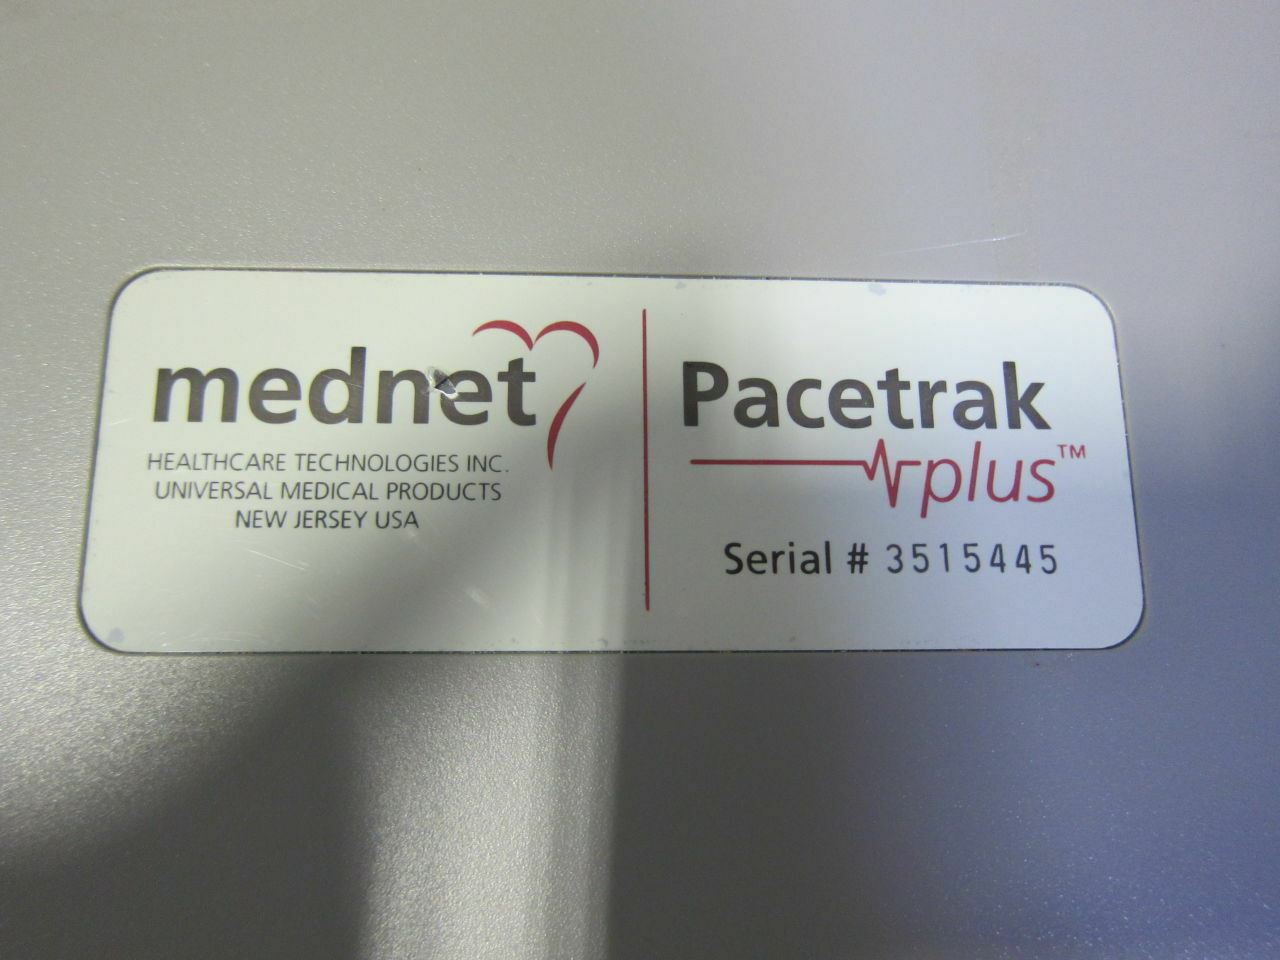 mednet
HEALTHCARE TECHNOLOGIES INC.
UNIVERSAL MEDICAL PRODUCTS
NEW JERSEY USA
Pacetrak
plus™
Serial # 3515445